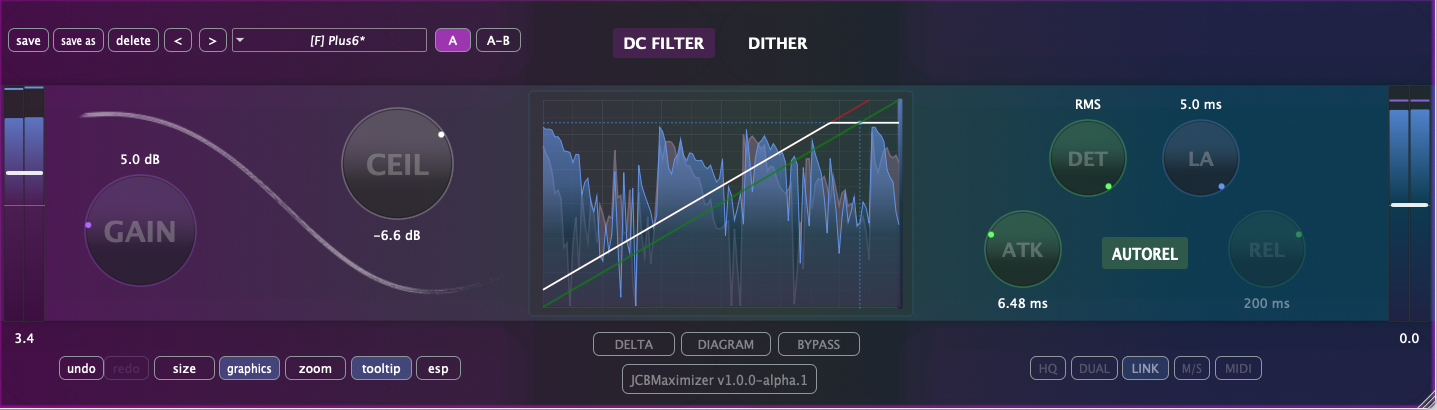 save save as delete < > [F] Plus6* A A-B DC FILTER DITHER
RMS 5.0 ms
5.0 dB CEIL DET LA
GAIN -6.6 dB ATK AUTOREL REL
6.48 ms 200 ms
3.4 DELTA DIAGRAM BYPASS 0.0
undo redo size graphics zoom tooltip esp HQ DUAL LINK M/S MIDI
JCBMaximizer v1.0.0-alpha.1